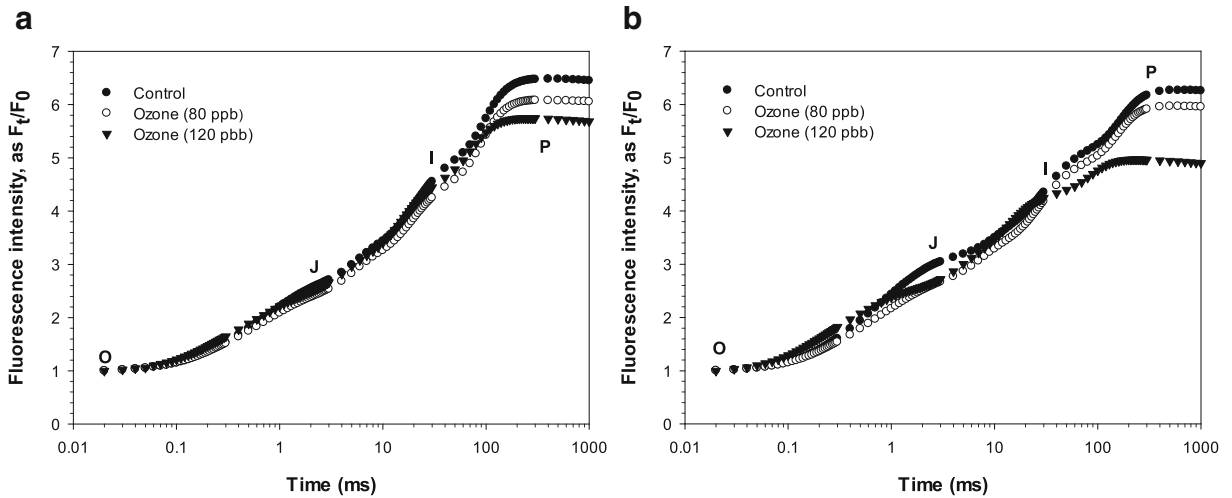 a
Fluorescence intensity, as Ft/F0
7
6
5
4
3
2
1
0
Control
Ozone (80 ppb)
Ozone (120 pbb)
O
J
I
P
0.01 0.1 1 10 100 1000
Time (ms)
b
Fluorescence intensity, as Ft/F0
7
6
5
4
3
2
1
0
Control
Ozone (80 ppb)
Ozone (120 pbb)
O
J
I
P
0.01 0.1 1 10 100 1000
Time (ms)